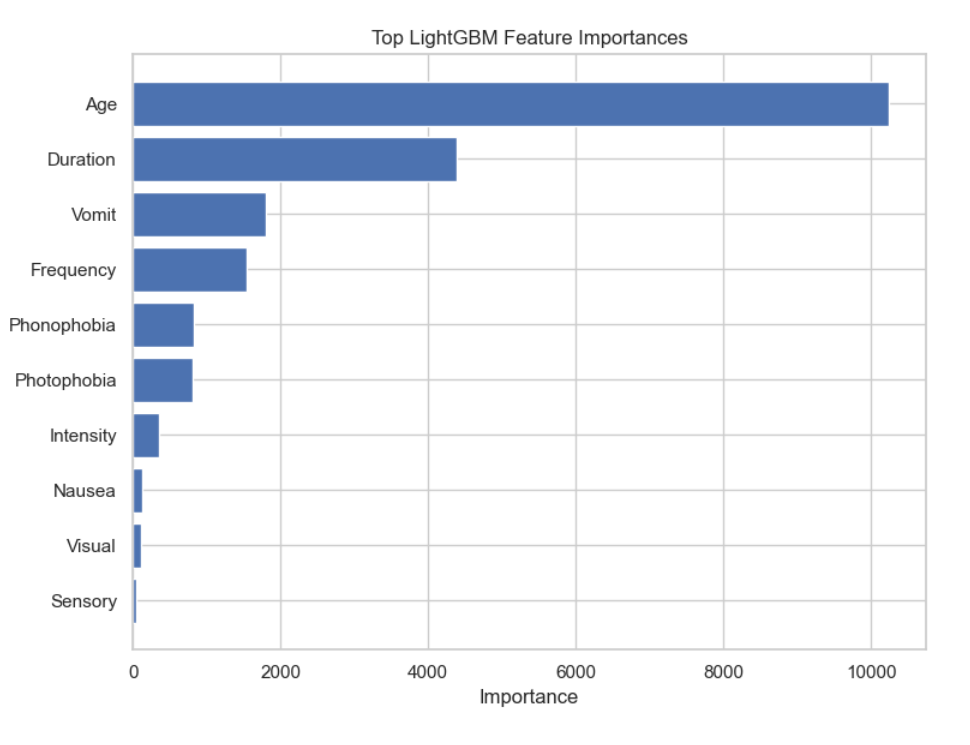 Top LightGBM Feature Importances
Age
Duration
Vomit
Frequency
Phonophobia
Photophobia
Intensity
Nausea
Visual
Sensory
0 2000 4000 6000 8000 10000
Importance